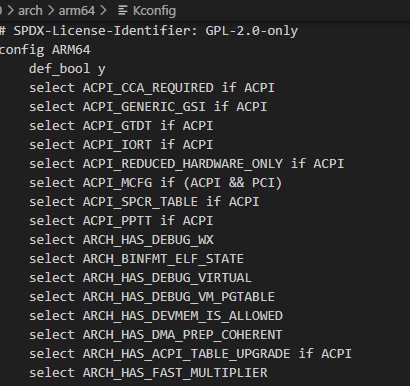 > arch > arm64 > Kconfig
# SPDX-License-Identifier: GPL-2.0-only
config ARM64
def_bool y
select ACPI_CCA_REQUIRED if ACPI
select ACPI_GENERIC_GSI if ACPI
select ACPI_GTDT if ACPI
select ACPI_IORT if ACPI
select ACPI_REDUCED_HARDWARE_ONLY if ACPI
select ACPI_MCFG if (ACPI && PCI)
select ACPI_SPCR_TABLE if ACPI
select ACPI_PPTT if ACPI
select ARCH_HAS_DEBUG_WX
select ARCH_BINFMT_ELF_STATE
select ARCH_HAS_DEBUG_VIRTUAL
select ARCH_HAS_DEBUG_VM_PGTABLE
select ARCH_HAS_DEVMEM_IS_ALLOWED
select ARCH_HAS_DMA_PREP_COHERENT
select ARCH_HAS_ACPI_TABLE_UPGRADE if ACPI
select ARCH_HAS_FAST_MULTIPLIER